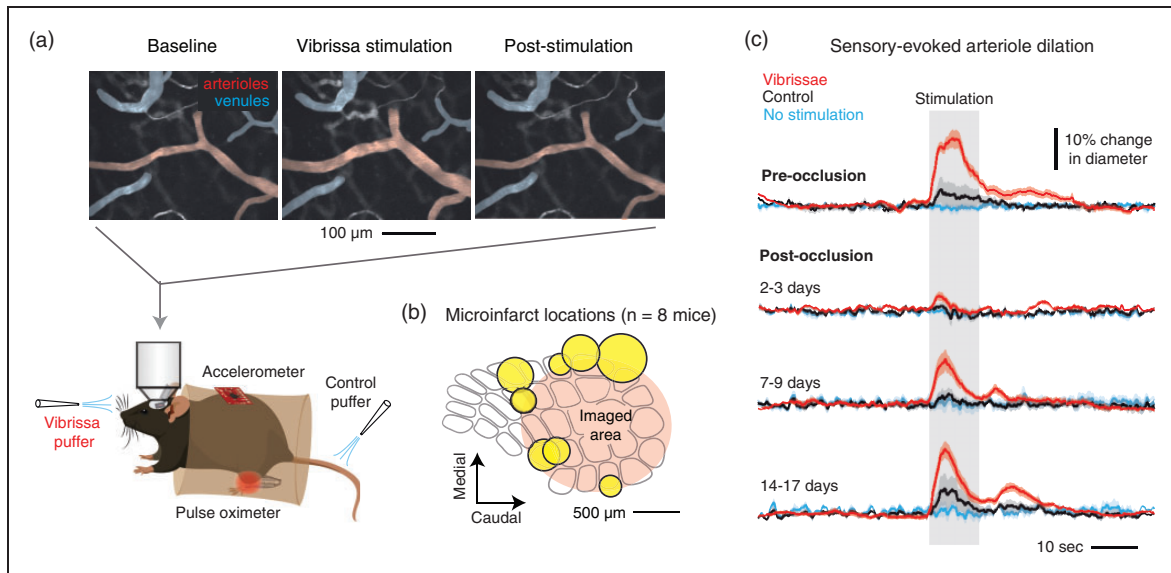 (a)
Baseline
Vibrissa stimulation
Post-stimulation
arterioles
venules
100 μm
Accelerometer
Control
puffer
Vibrissa
puffer
Pulse oximeter
(b)
Microinfarct locations (n = 8 mice)
Imaged
area
Medial
Caudal
500 μm
(c)
Sensory-evoked arteriole dilation
Vibrissae
Control
No stimulation
Stimulation
10% change
in diameter
Pre-occlusion
Post-occlusion
2-3 days
7-9 days
14-17 days
10 sec